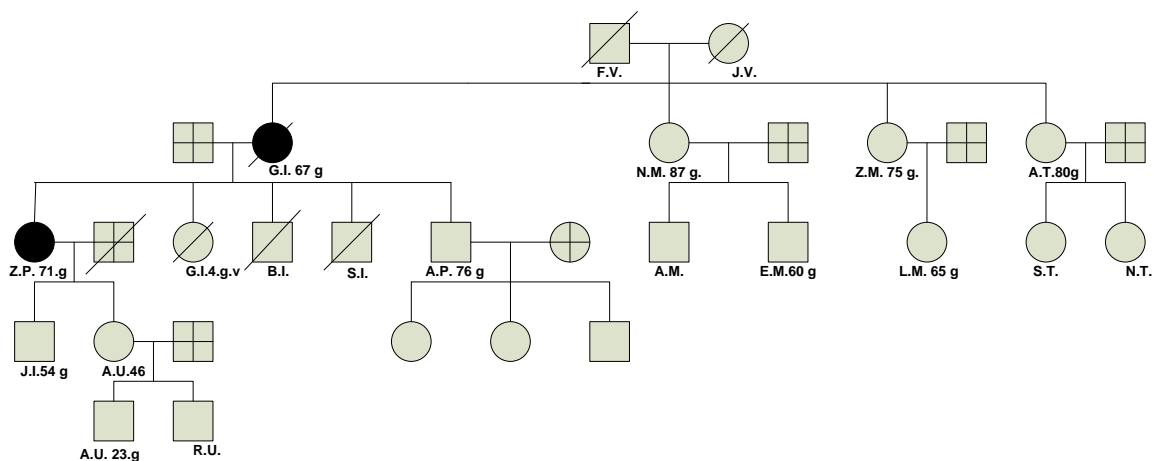 F.V.
J.V.
G.I. 67 g
N.M. 87 g.
Z.M. 75 g.
A.T.80g
Z.P. 71.g
G.I.4.g.v
B.I.
S.I.
A.P. 76 g
A.M.
E.M.60 g
L.M. 65 g
S.T.
N.T.
J.I.54 g
A.U.46
A.U. 23.g
R.U.